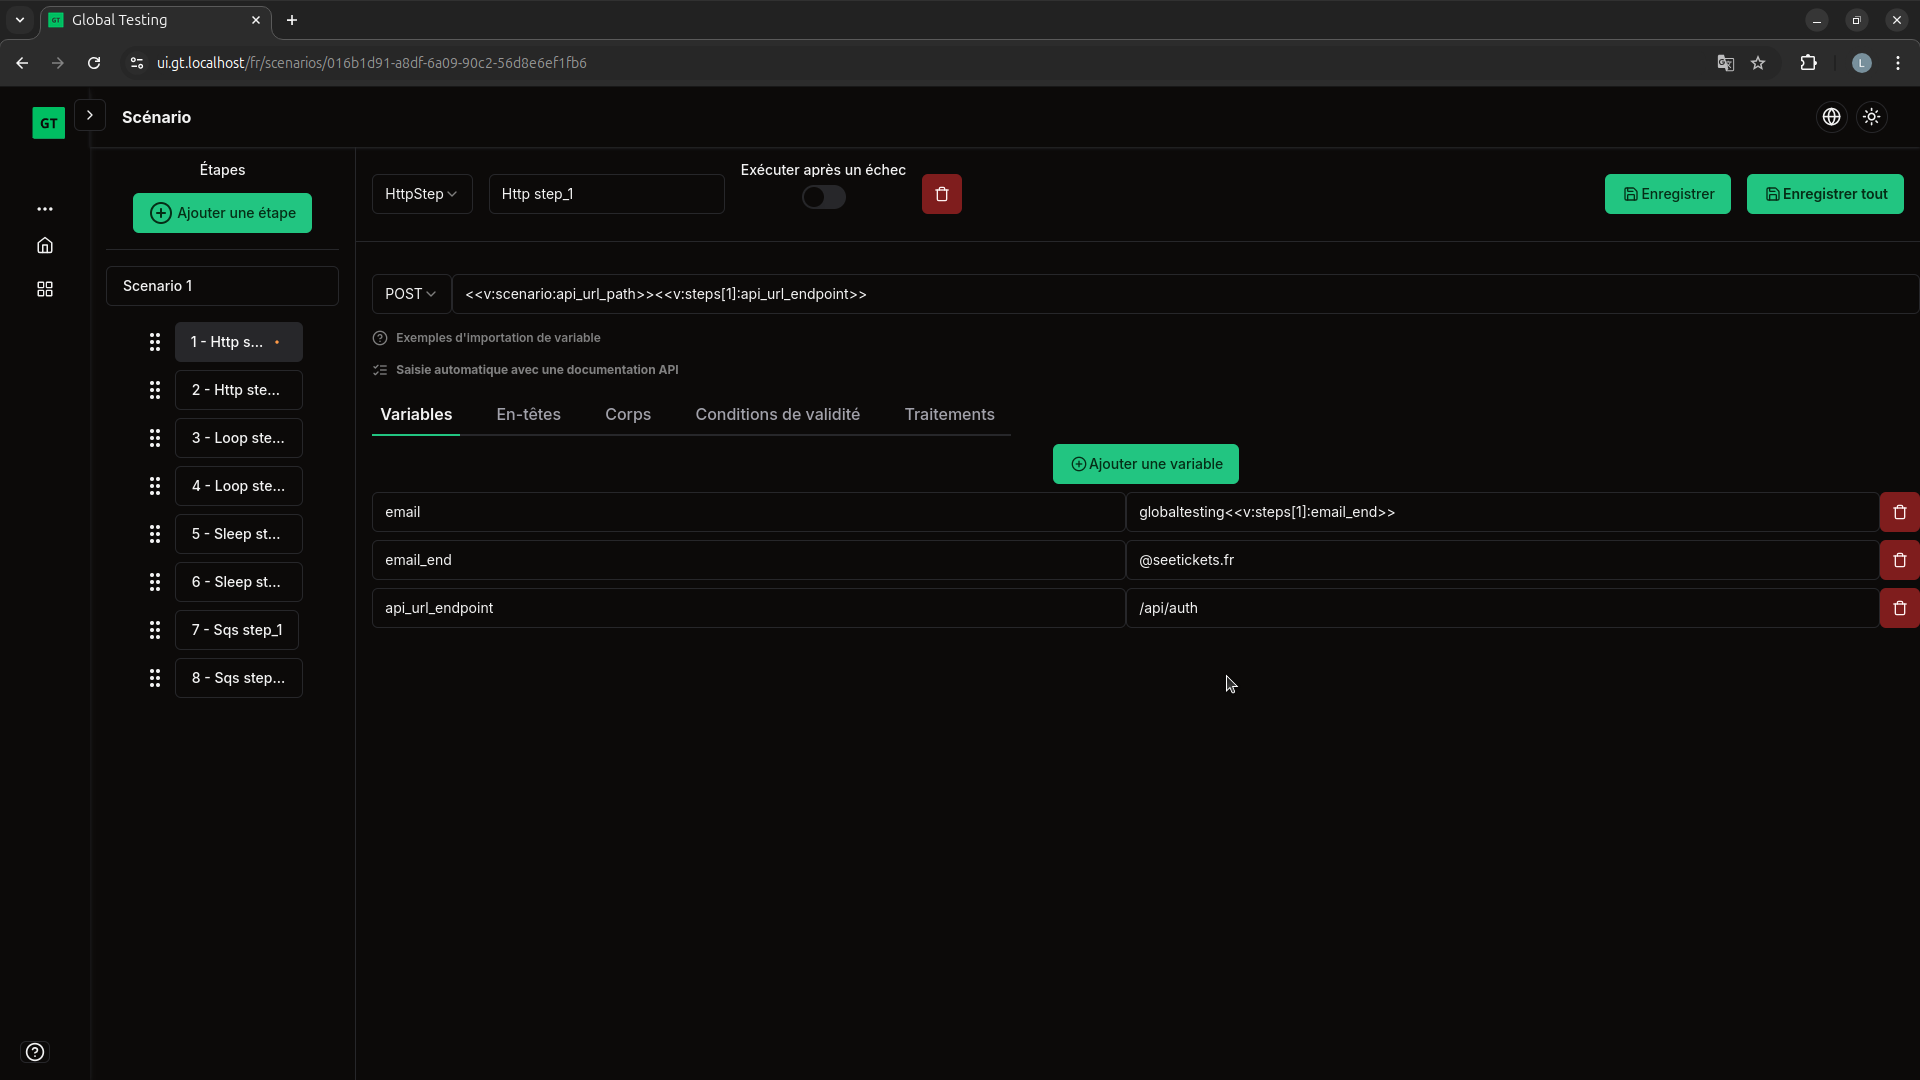 GT Global Testing
ui.gt.localhost/fr/scenarios/016b1d91-a8df-6a09-90c2-56d8e6ef1fb6
L
GT
Scénario
Étapes
Ajouter une étape
Scenario 1
1 - Http s...
2 - Http ste...
3 - Loop ste...
4 - Loop ste...
5 - Sleep st...
6 - Sleep st...
7 - Sqs step_1
8 - Sqs step...
HttpStep
Http step_1
Exécuter après un échec
Enregistrer
Enregistrer tout
POST
<<v:scenario:api_url_path>><<v:steps[1]:api_url_endpoint>>
Exemples d'importation de variable
Saisie automatique avec une documentation API
Variables
En-têtes
Corps
Conditions de validité
Traitements
Ajouter une variable
email
globaltesting<<v:steps[1]:email_end>>
email_end
@seetickets.fr
api_url_endpoint
/api/auth